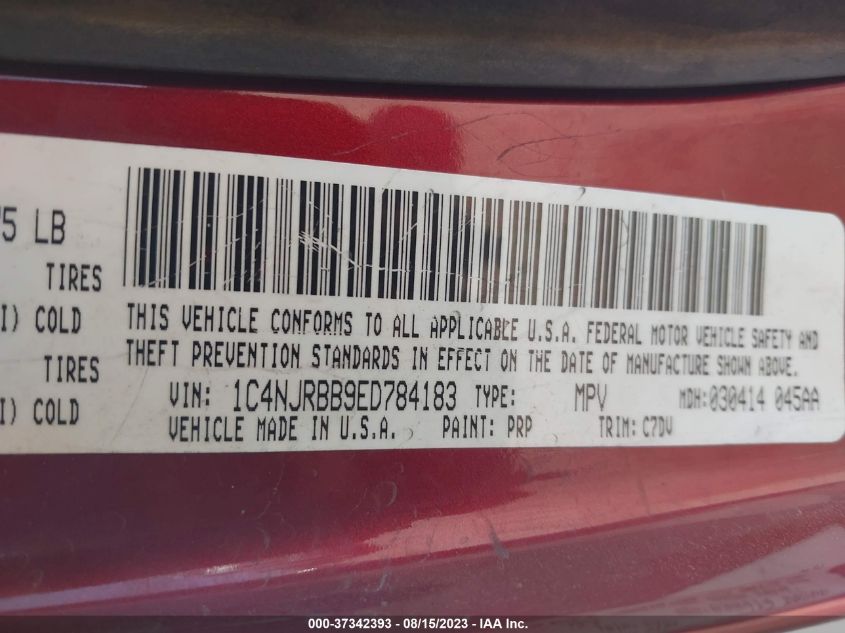 75 LB
TIRES
I) COLD
TIRES
I) COLD
THIS VEHICLE CONFORMS TO ALL APPLICABLE U.S.A. FEDERAL MOTOR VEHICLE SAFETY AND
THEFT PREVENTION STANDARDS IN EFFECT ON THE DATE OF MANUFACTURE SHOWN ABOVE.
VIN: 1C4NJRBB9ED784183 TYPE: MPV MDH:030414 045AA
VEHICLE MADE IN U.S.A. PAINT: PRP TRIM: C7DV
000-37342393 - 08/15/2023 - IAA Inc.